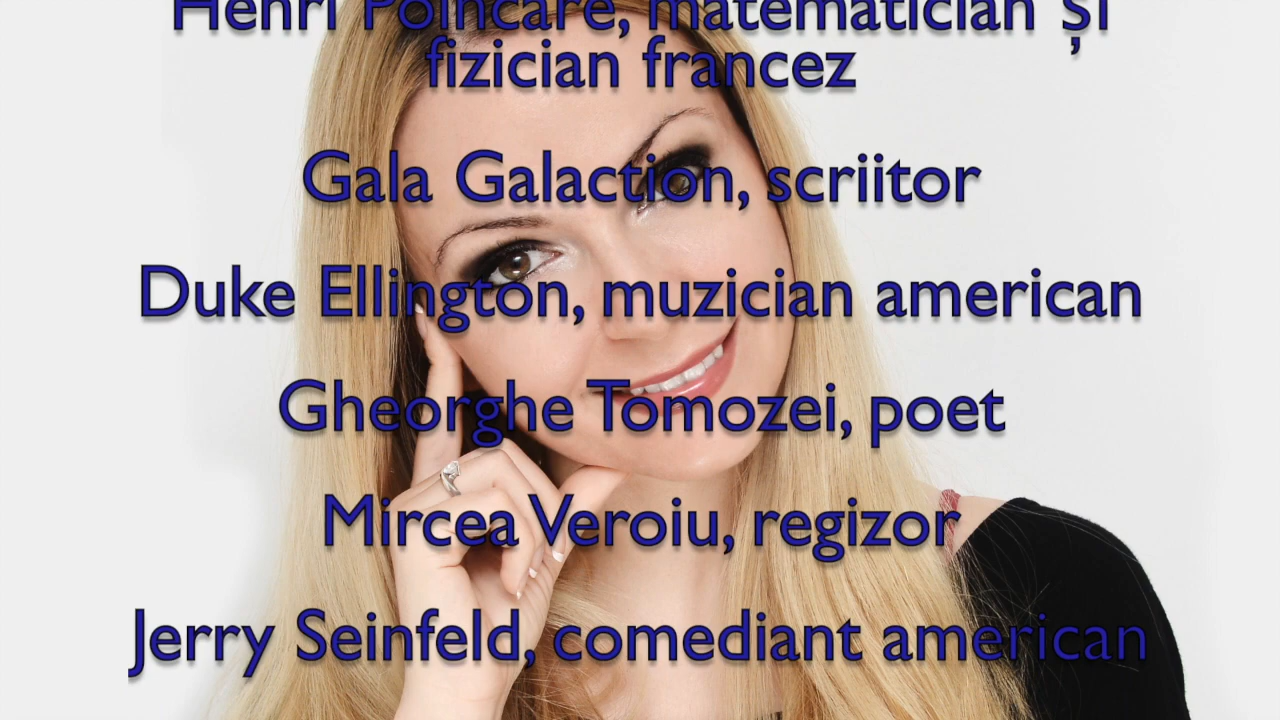 Henri Poincaré, matematician și
fizician francez
Gala Galaction, scriitor
Duke Ellington, muzician american
Gheorghe Tomozei, poet
Mircea Veroiu, regizor
Jerry Seinfeld, comediant american